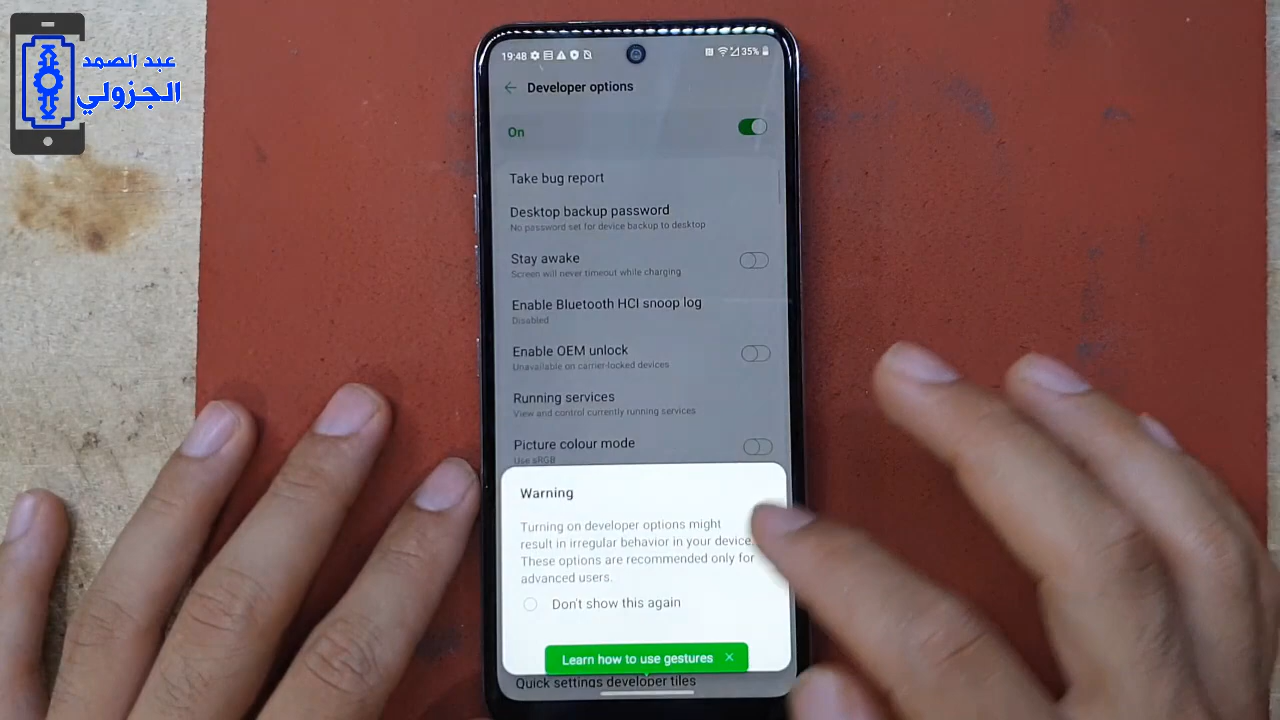 عبد الصمد
الجزولي
19:48
35%
Developer options
On
Take bug report
Desktop backup password
No password set for device backup to desktop
Stay awake
Screen will never timeout while charging
Enable Bluetooth HCI snoop log
Disabled
Enable OEM unlock
Unavailable on carrier-locked devices
Running services
View and control currently running services
Picture colour mode
Use sRGB
Warning
Turning on developer options might
result in irregular behavior in your device.
These options are recommended only for
advanced users.
Don't show this again
Learn how to use gestures
Quick settings developer tiles